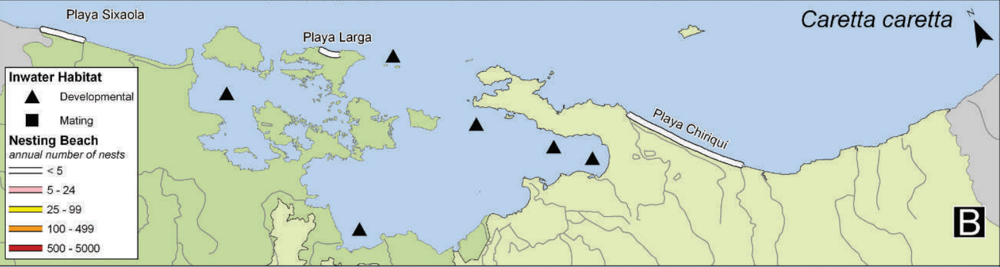 Playa Sixaola
Playa Larga
Caretta caretta
N
Inwater Habitat
Developmental
Mating
Nesting Beach
annual number of nests
< 5
5 - 24
25 - 99
100 - 499
500 - 5000
Playa Chiriquí
B